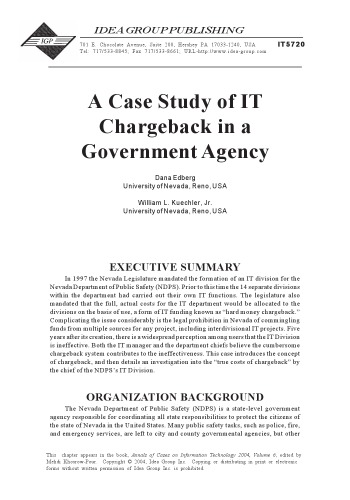 IGP
IDEA GROUP PUBLISHING
701 E. Chocolate Avenue, Suite 200, Hershey PA 17033-1240, USA
Tel: 717/533-8845; Fax 717/533-8661; URL-http://www.idea-group.com
IT5720
A Case Study of IT
Chargeback in a
Government Agency
Dana Edberg
University of Nevada, Reno, USA
William L. Kuechler, Jr.
University of Nevada, Reno, USA
EXECUTIVE SUMMARY
In 1997 the Nevada Legislature mandated the formation of an IT division for the
Nevada Department of Public Safety (NDPS). Prior to this time the 14 separate divisions
within the department had carried out their own IT functions. The legislature also
mandated that the full, actual costs for the IT department would be allocated to the
divisions on the basis of use, a form of IT funding known as “hard money chargeback.”
Complicating the issue considerably is the legal prohibition in Nevada of commingling
funds from multiple sources for any project, including interdivisional IT projects. Five
years after its creation, there is a widespread perception among users that the IT Division
is ineffective. Both the IT manager and the department chiefs believe the cumbersome
chargeback system contributes to the ineffectiveness. This case introduces the concept
of chargeback, and then details an investigation into the “true costs of chargeback” by
the chief of the NDPS’s IT Division.
ORGANIZATION BACKGROUND
The Nevada Department of Public Safety (NDPS) is a state-level government
agency responsible for coordinating all state responsibilities to protect the citizens of
the state of Nevada in the United States. Many public safety tasks, such as police, fire,
and emergency services, are left to city and county governmental agencies, but other
This chapter appears in the book, Annals of Cases on Information Technology 2004, Volume 6, edited by
Mehdi Khosrow-Pour. Copyright © 2004, Idea Group Inc. Copying or distributing in print or electronic
forms without written permission of Idea Group Inc. is prohibited.